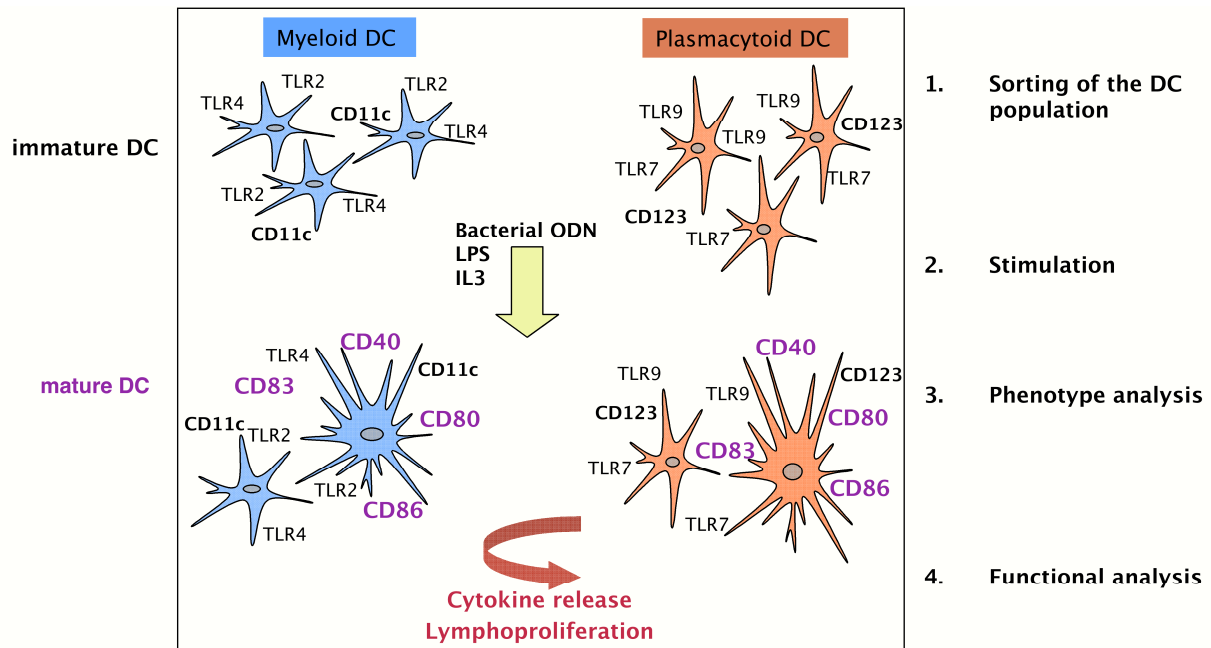 Myeloid DC
Plasmacytoid DC
TLR2
TLR4
CD11c
TLR2
TLR4
TLR2
TLR4
CD11c
TLR9
TLR9
TLR7
CD123
TLR9
CD123
TLR7
TLR7
immature DC
Bacterial ODN
LPS
IL3
mature DC
CD40
TLR4
CD11c
CD83
CD80
CD11c
TLR2
TLR2
CD86
TLR4
CD40
TLR9
CD123
TLR9
CD123
CD80
CD83
TLR7
CD86
TLR7
Cytokine release
Lymphoproliferation
1. Sorting of the DC
population
2. Stimulation
3. Phenotype analysis
4. Functional analysis